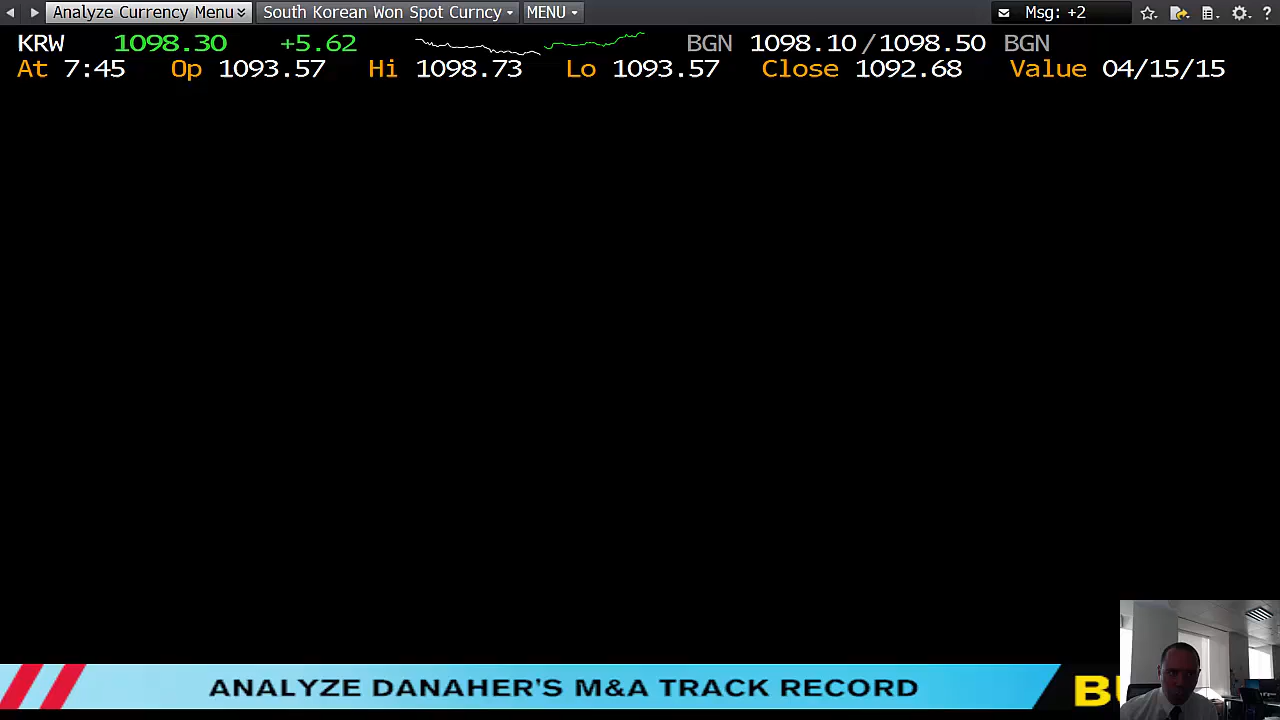 Analyze Currency Menu South Korean Won Spot Curncy MENU Msg: +2 ?
KRW 1098.30 +5.62 BGN 1098.10/1098.50 BGN
At 7:45 Op 1093.57 Hi 1098.73 Lo 1093.57 Close 1092.68 Value 04/15/15
ANALYZE DANAHER'S M&A TRACK RECORD